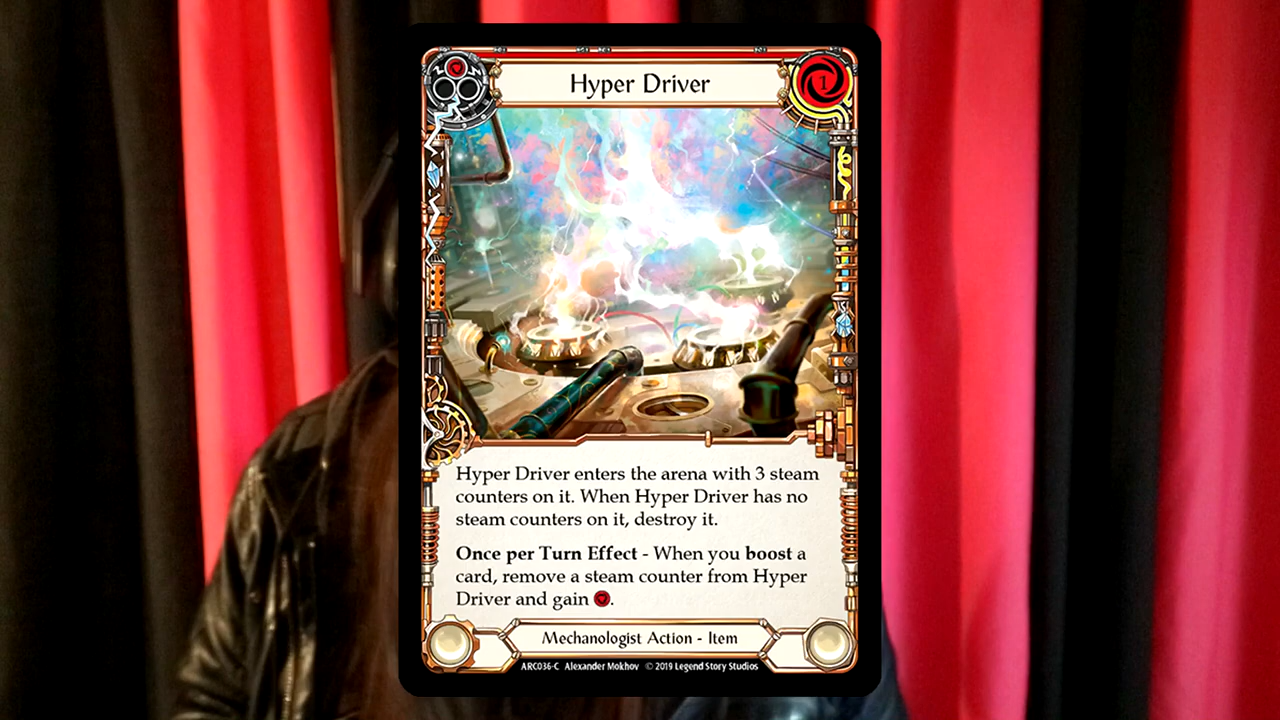 Hyper Driver
1
Hyper Driver enters the arena with 3 steam
counters on it. When Hyper Driver has no
steam counters on it, destroy it.
Once per Turn Effect - When you boost a
card, remove a steam counter from Hyper
Driver and gain .
Mechanologist Action - Item
ARC036-C Alexander Mokhov © 2019 Legend Story Studios